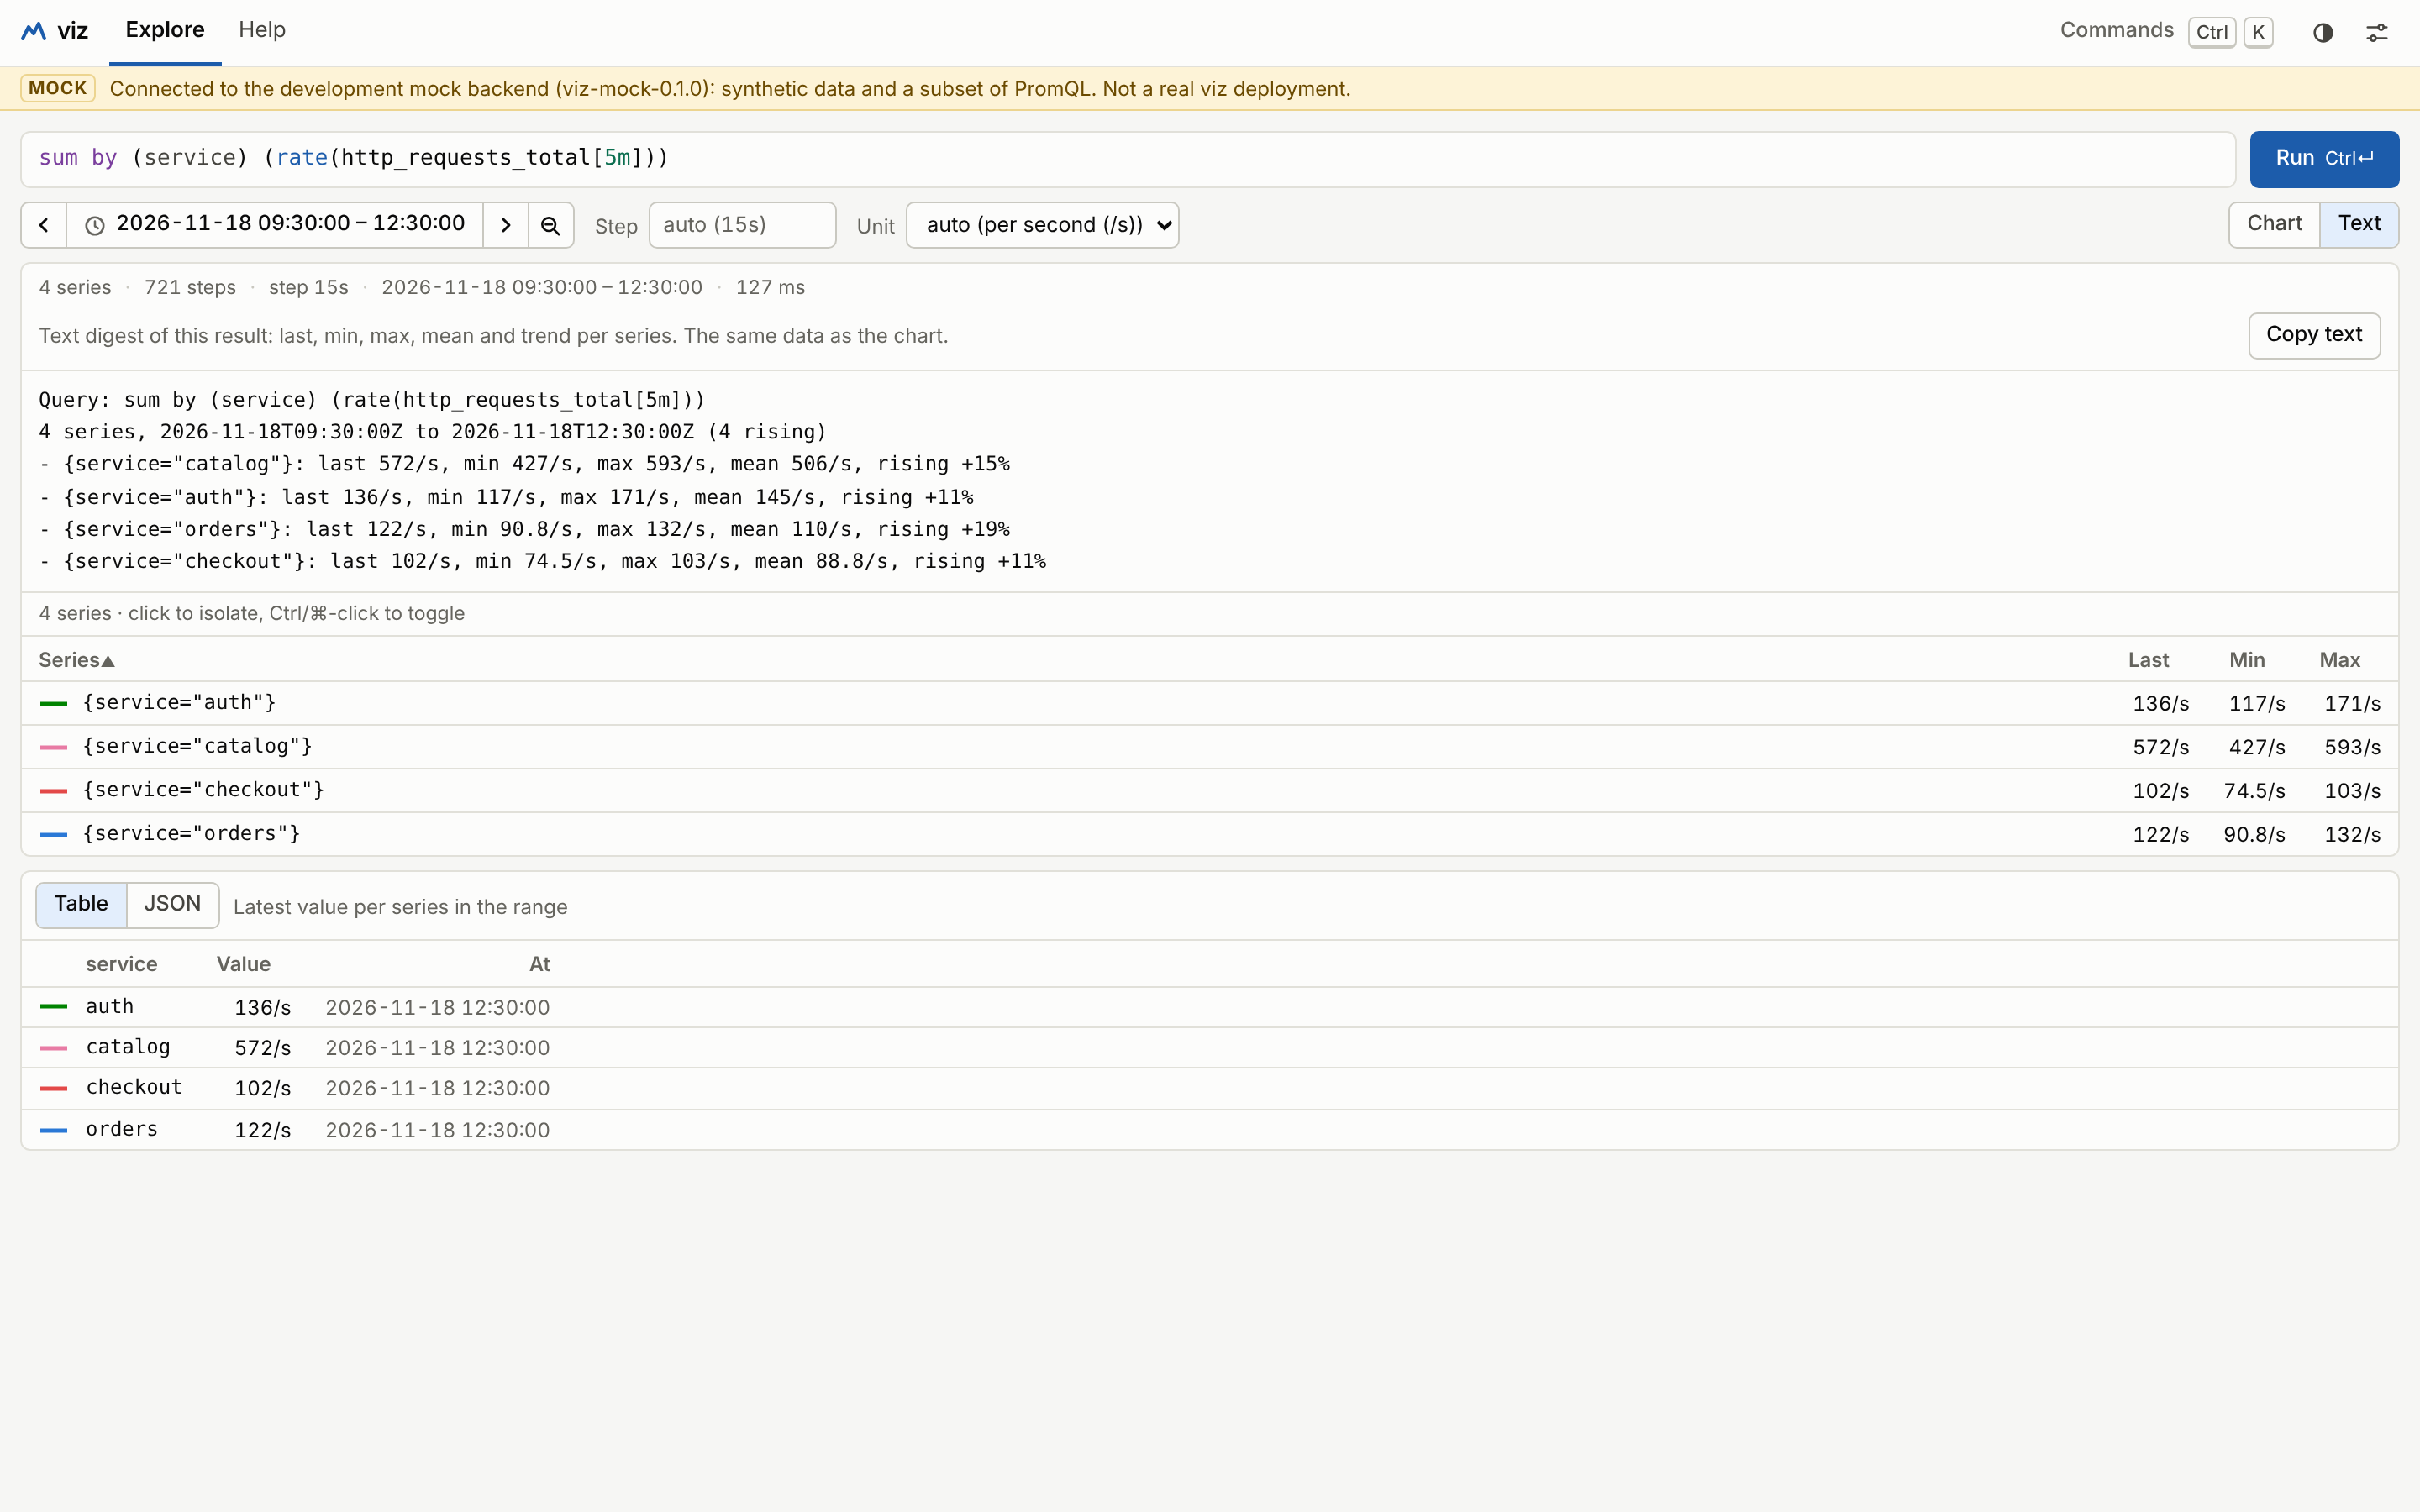 viz Explore Help Commands Ctrl K
MOCK Connected to the development mock backend (viz-mock-0.1.0): synthetic data and a subset of PromQL. Not a real viz deployment.
sum by (service) (rate(http_requests_total[5m])) Run Ctrl↵
2026-11-18 09:30:00 – 12:30:00 Step auto (15s) Unit auto (per second (/s)) Chart Text
4 series · 721 steps · step 15s · 2026-11-18 09:30:00 – 12:30:00 · 127 ms
Text digest of this result: last, min, max, mean and trend per series. The same data as the chart. Copy text
Query: sum by (service) (rate(http_requests_total[5m]))
4 series, 2026-11-18T09:30:00Z to 2026-11-18T12:30:00Z (4 rising)
- {service="catalog"}: last 572/s, min 427/s, max 593/s, mean 506/s, rising +15%
- {service="auth"}: last 136/s, min 117/s, max 171/s, mean 145/s, rising +11%
- {service="orders"}: last 122/s, min 90.8/s, max 132/s, mean 110/s, rising +19%
- {service="checkout"}: last 102/s, min 74.5/s, max 103/s, mean 88.8/s, rising +11%
4 series · click to isolate, Ctrl/⌘-click to toggle
Series▲ Last Min Max
{service="auth"} 136/s 117/s 171/s
{service="catalog"} 572/s 427/s 593/s
{service="checkout"} 102/s 74.5/s 103/s
{service="orders"} 122/s 90.8/s 132/s
Table JSON Latest value per series in the range
service Value At
auth 136/s 2026-11-18 12:30:00
catalog 572/s 2026-11-18 12:30:00
checkout 102/s 2026-11-18 12:30:00
orders 122/s 2026-11-18 12:30:00